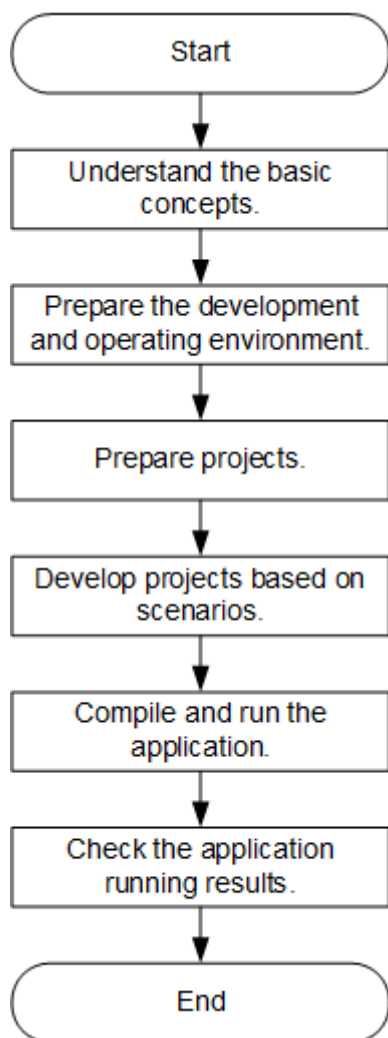 Start
Understand the basic
concepts.
Prepare the development
and operating environment.
Prepare projects.
Develop projects based on
scenarios.
Compile and run the
application.
Check the application
running results.
End